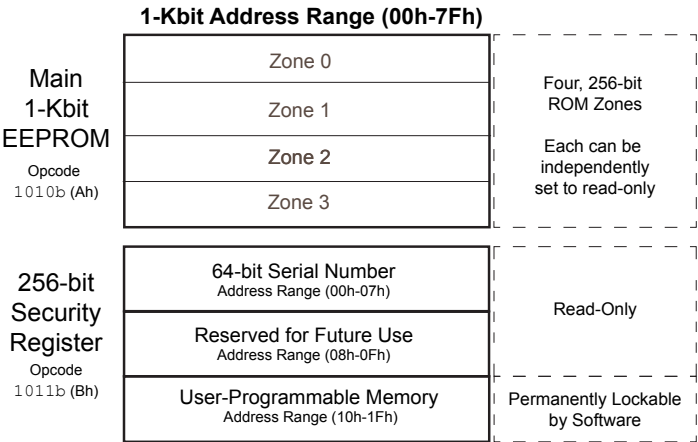 1-Kbit Address Range (00h-7Fh)
Main
1-Kbit
EEPROM
Opcode
1010b (Ah)
Zone 0
Zone 1
Zone 2
Zone 3
Four, 256-bit
ROM Zones
Each can be
independently
set to read-only
256-bit
Security
Register
Opcode
1011b (Bh)
64-bit Serial Number
Address Range (00h-07h)
Reserved for Future Use
Address Range (08h-0Fh)
User-Programmable Memory
Address Range (10h-1Fh)
Read-Only
Permanently Lockable
by Software